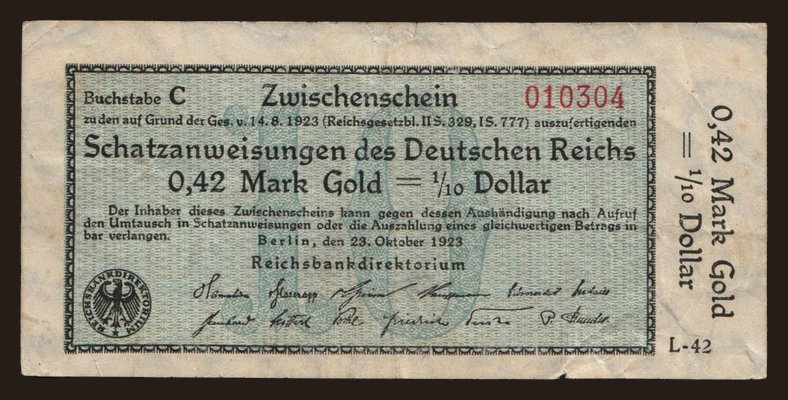 Buchstabe C Zwischenschein 010304
zu den auf Grund der Ges. v. 14. 8. 1923 (Reichsgesetzbl. II S. 329, I S. 777) auszufertigenden
Schatzanweisungen des Deutschen Reichs
0,42 Mark Gold = 1/10 Dollar
Der Inhaber dieses Zwischenscheins kann gegen dessen Aushändigung nach Aufruf
den Umtausch in Schatzanweisungen oder die Auszahlung eines gleichwertigen Betrags in
bar verlangen.
Berlin, den 23. Oktober 1923
Reichsbankdirektorium
REICHSBANKDIREKTORIUM
0,42 Mark Gold
= 1/10 Dollar
L-42